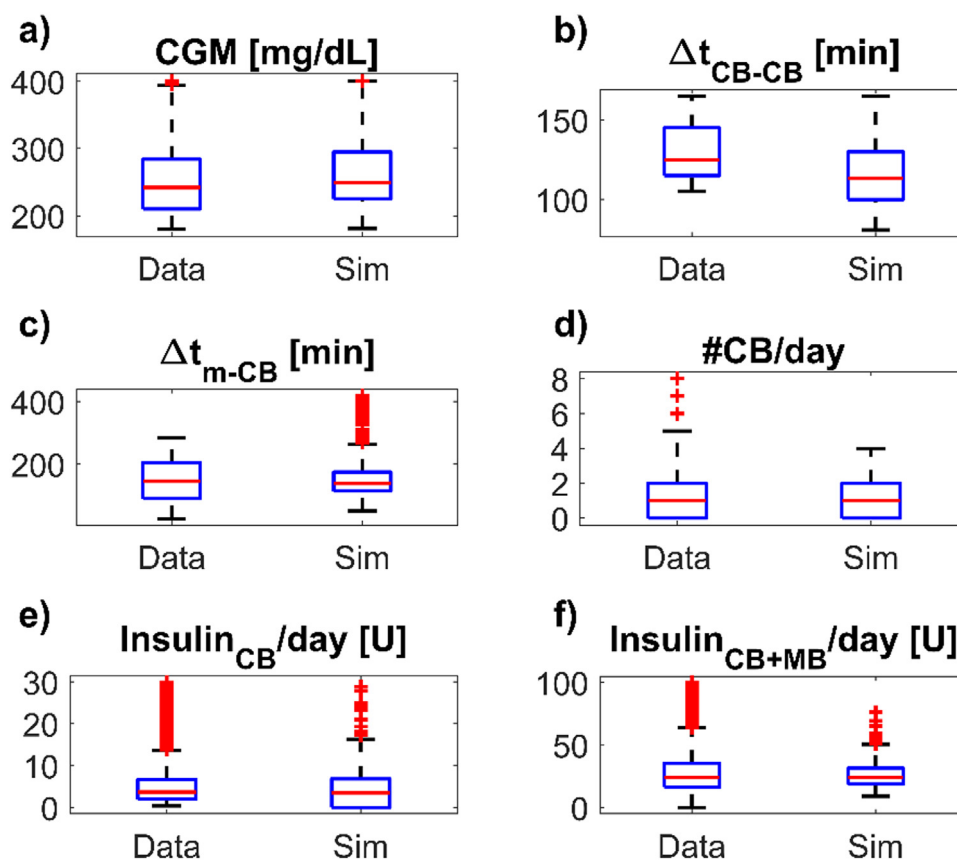 a)
CGM [mg/dL]
400
300
200
Data Sim
b)
Δt_CB-CB [min]
150
100
Data Sim
c)
Δt_m-CB [min]
400
200
Data Sim
d)
#CB/day
8
6
4
2
0
Data Sim
e)
Insulin_CB/day [U]
30
20
10
0
Data Sim
f)
Insulin_CB+MB/day [U]
100
50
0
Data Sim